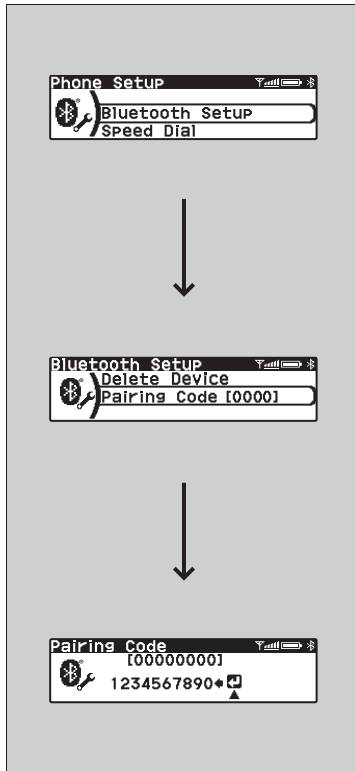 Phone Setup
Bluetooth Setup
Speed Dial
Bluetooth Setup
Delete Device
Pairing Code [0000]
Pairing Code
[00000000]
1234567890